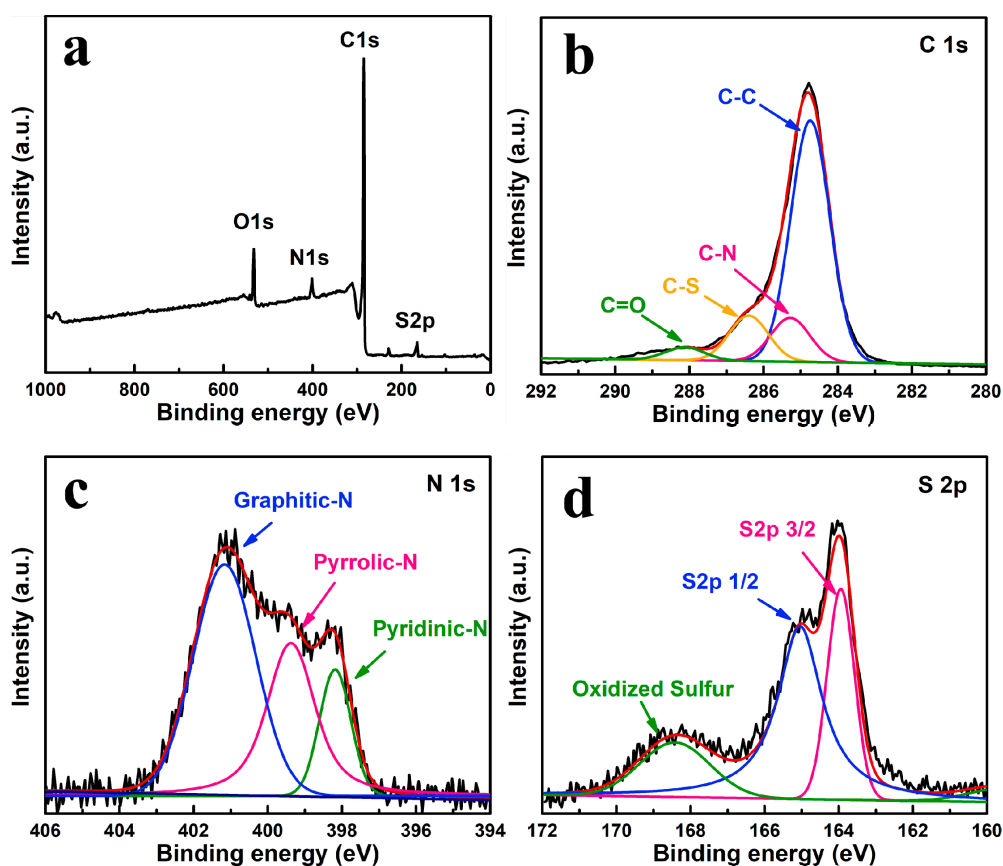 a
C1s
O1s
N1s
S2p
Intensity (a.u.)
1000 800 600 400 200 0
Binding energy (eV)
b
C 1s
C-C
C-N
C-S
C=O
Intensity (a.u.)
292 290 288 286 284 282 280
Binding energy (eV)
c
N 1s
Graphitic-N
Pyrrolic-N
Pyridinic-N
Intensity (a.u.)
406 404 402 400 398 396 394
Binding energy (eV)
d
S 2p
S2p 3/2
S2p 1/2
Oxidized Sulfur
Intensity (a.u.)
172 170 168 165 164 162 160
Binding energy (eV)